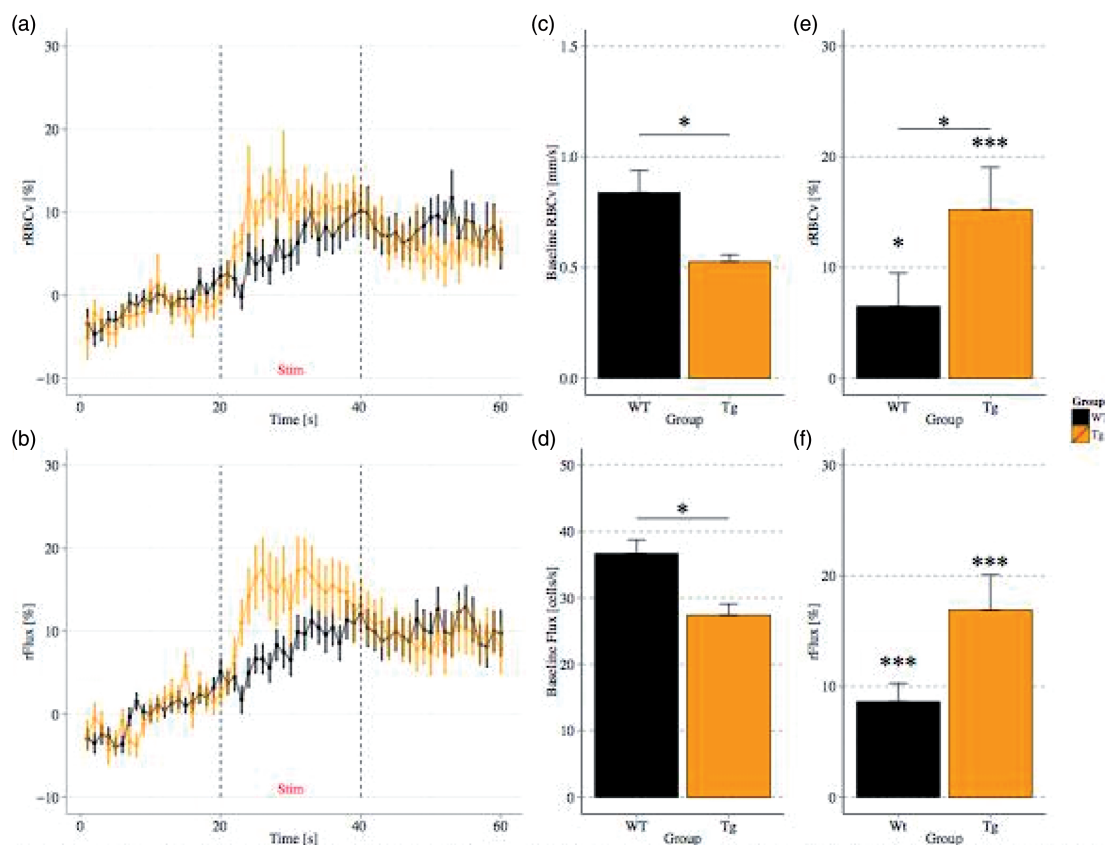 (a)
30
20
10
0
−10
rRBCv [%]
Stim
0
20
40
60
Time [s]
(c)
1.5
1.0
0.5
0.0
Baseline RBCv [mm/s]
*
WT
Tg
Group
(e)
30
20
10
0
rRBCv [%]
*
***
*
WT
Tg
Group
Group
WT
Tg
(b)
30
20
10
0
−10
rFlux [%]
Stim
0
20
40
60
Time [s]
(d)
50
40
30
20
10
0
Baseline Flux [cells/s]
*
WT
Tg
Group
(f)
30
20
10
0
rFlux [%]
***
***
Wt
Tg
Group